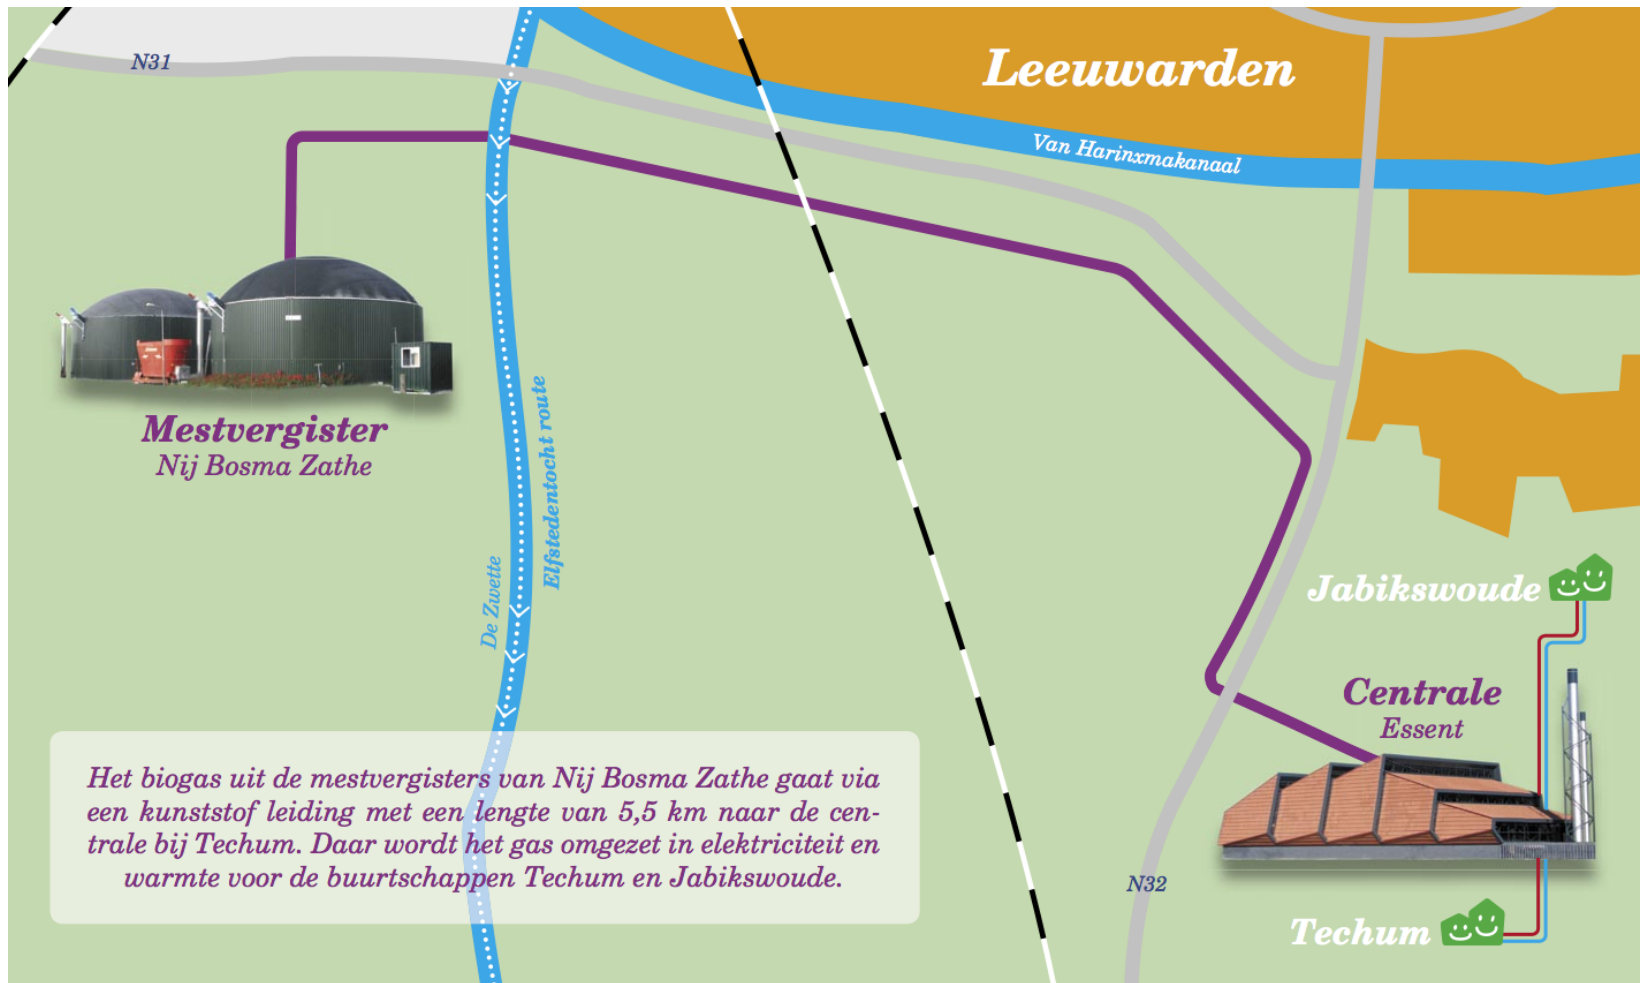 N31
Leeuwarden
Van Harinxmakanaal
Mestvergister
Nij Bosma Zathe
Elfstedentocht route
De Zwette
Jabikswoude
Centrale
Essent
Het biogas uit de mestvergisters van Nij Bosma Zathe gaat via
een kunststof leiding met een lengte van 5,5 km naar de cen-
trale bij Techum. Daar wordt het gas omgezet in elektriciteit en
warmte voor de buurtschappen Techum en Jabikswoude.
N32
Techum